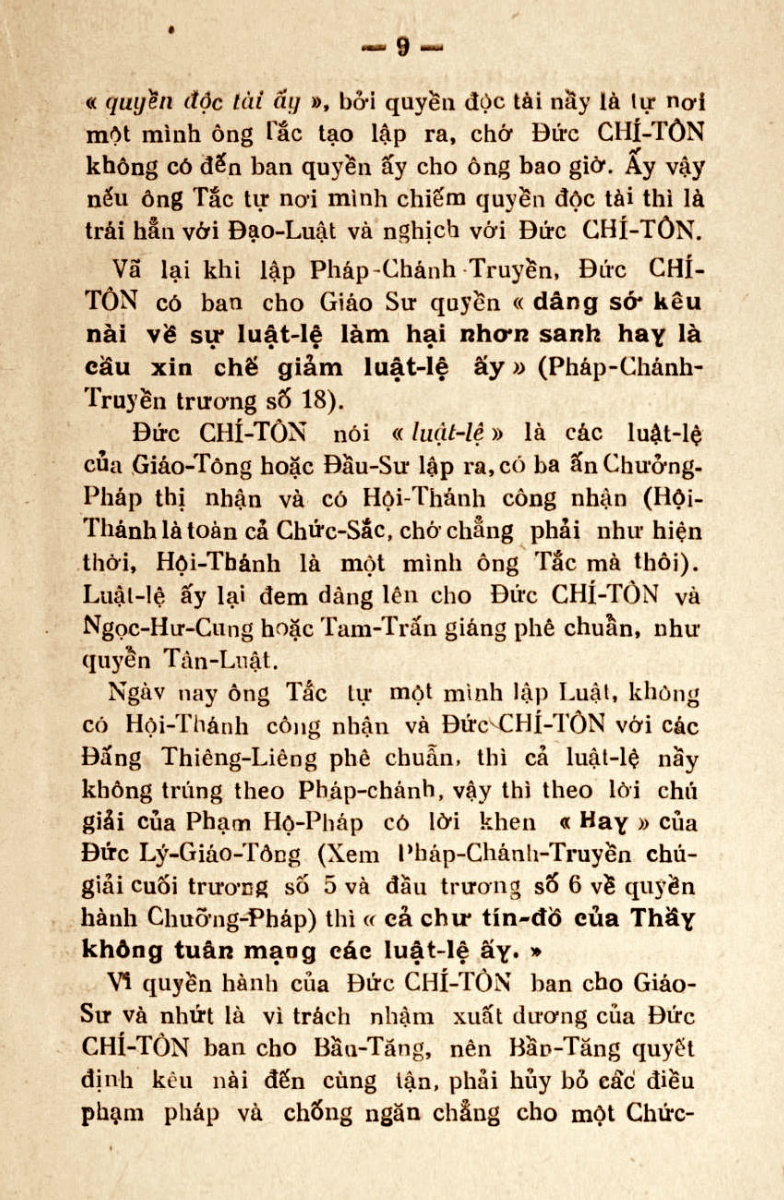 — 9 —
« quyền độc tài ấy », bởi quyền độc tài nầy là tự nơi
một mình ông Tắc tạo lập ra, chớ Đức CHÍ-TÔN
không có đến ban quyền ấy cho ông bao giờ. Ấy vậy
nếu ông Tắc tự nơi mình chiếm quyền độc tài thì là
trái hẳn với Đạo-Luật và nghịch với Đức CHÍ-TÔN.
Vã lại khi lập Pháp-Chánh-Truyền, Đức CHÍ-
TÔN có ban cho Giáo Sư quyền « dâng sớ kêu
nài về sự luật-lệ làm hại nhơn sanh hay là
cầu xin chế giảm luật-lệ ấy » (Pháp-Chánh-
Truyền trương số 18).
Đức CHÍ-TÔN nói « luật-lệ » là các luật-lệ
của Giáo-Tông hoặc Đầu-Sư lập ra, có ba ấn Chưởng-
Pháp thị nhận và có Hội-Thánh công nhận (Hội-
Thánh là toàn cả Chức-Sắc, chớ chẳng phải như hiện
thời, Hội-Thánh là một mình ông Tắc mà thôi).
Luật-lệ ấy lại đem dâng lên cho Đức CHÍ-TÔN và
Ngọc-Hư-Cung hoặc Tam-Trấn giáng phê chuẩn, như
quyền Tân-Luật.
Ngày nay ông Tắc tự một mình lập Luật, không
có Hội-Thánh công nhận và Đức CHÍ-TÔN với các
Đấng Thiêng-Liêng phê chuẩn, thì cả luật-lệ nầy
không trúng theo Pháp-chánh, vậy thì theo lời chú
giải của Phạm Hộ-Pháp có lời khen « Hay » của
Đức Lý-Giáo-Tông (Xem Pháp-Chánh-Truyền chú-
giải cuối trương số 5 và đầu trương số 6 về quyền
hành Chưỡng-Pháp) thì « cả chư tín-đồ của Thầy
không tuân mạng các luật-lệ ấy. »
Vì quyền hành của Đức CHÍ-TÔN ban cho Giáo-
Sư và nhứt là vì trách nhậm xuất dương của Đức
CHÍ-TÔN ban cho Bần-Tăng, nên Bần-Tăng quyết
định kêu nài đến cùng tận, phải hủy bỏ các điều
phạm pháp và chống ngăn chẳng cho một Chức-